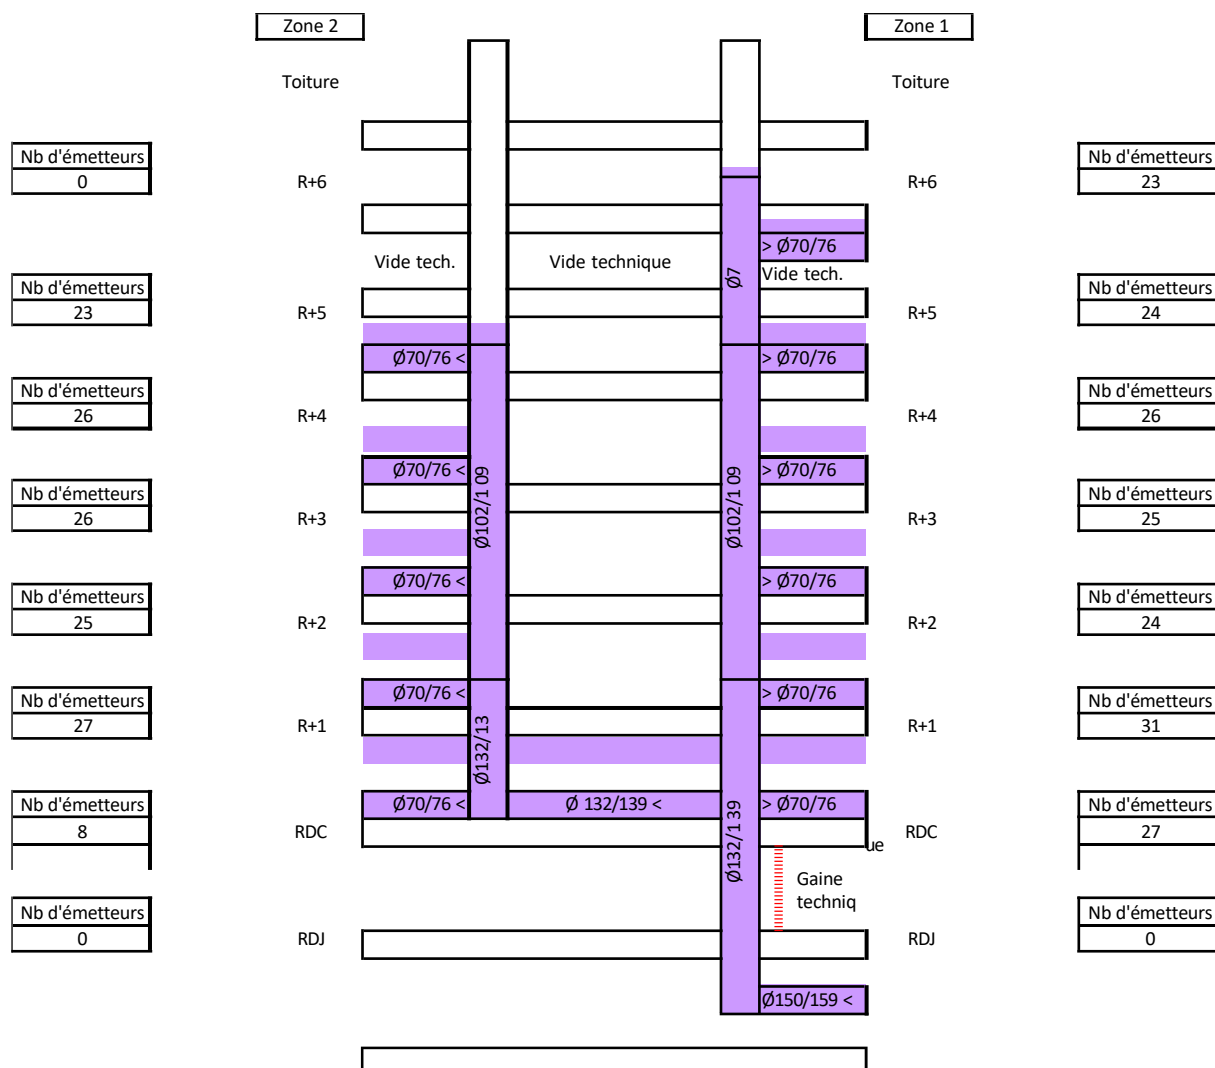 Zone 2
Zone 1
Toiture
Toiture
Nb d'émetteurs
0
R+6
R+6
Nb d'émetteurs
23
> Ø70/76
Vide tech.
Vide technique
Ø7
Vide tech.
Nb d'émetteurs
23
R+5
R+5
Nb d'émetteurs
24
Ø70/76 <
> Ø70/76
Nb d'émetteurs
26
R+4
R+4
Nb d'émetteurs
26
Ø70/76 <
Ø102/1 09
Ø102/1 09
> Ø70/76
Nb d'émetteurs
26
R+3
R+3
Nb d'émetteurs
25
Ø70/76 <
> Ø70/76
Nb d'émetteurs
25
R+2
R+2
Nb d'émetteurs
24
Ø70/76 <
> Ø70/76
Nb d'émetteurs
27
R+1
Ø132/13
R+1
Nb d'émetteurs
31
Ø70/76 <
Ø 132/139 <
> Ø70/76
Nb d'émetteurs
8
RDC
Ø132/1 39
RDC
Nb d'émetteurs
27
ue
Gaine
techniq
Nb d'émetteurs
0
RDJ
RDJ
Nb d'émetteurs
0
Ø150/159 <